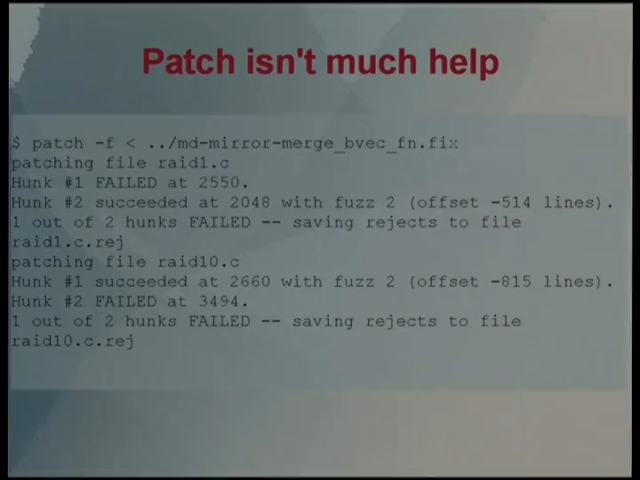 Patch isn't much help
$ patch -f < ../md-mirror-merge_bvec_fn.fix
patching file raid1.c
Hunk #1 FAILED at 2550.
Hunk #2 succeeded at 2048 with fuzz 2 (offset -514 lines).
1 out of 2 hunks FAILED -- saving rejects to file
raid1.c.rej
patching file raid10.c
Hunk #1 succeeded at 2660 with fuzz 2 (offset -815 lines).
Hunk #2 FAILED at 3494.
1 out of 2 hunks FAILED -- saving rejects to file
raid10.c.rej